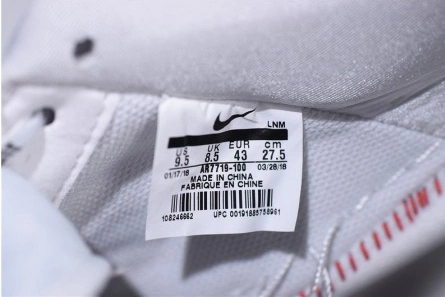 LNM
US UK EUR cm
9.5 8.5 43 27.5
01/17/18 AR7719-100 03/28/18
MADE IN CHINA
FABRIQUE EN CHINE
108246662 UPC 00191885758961